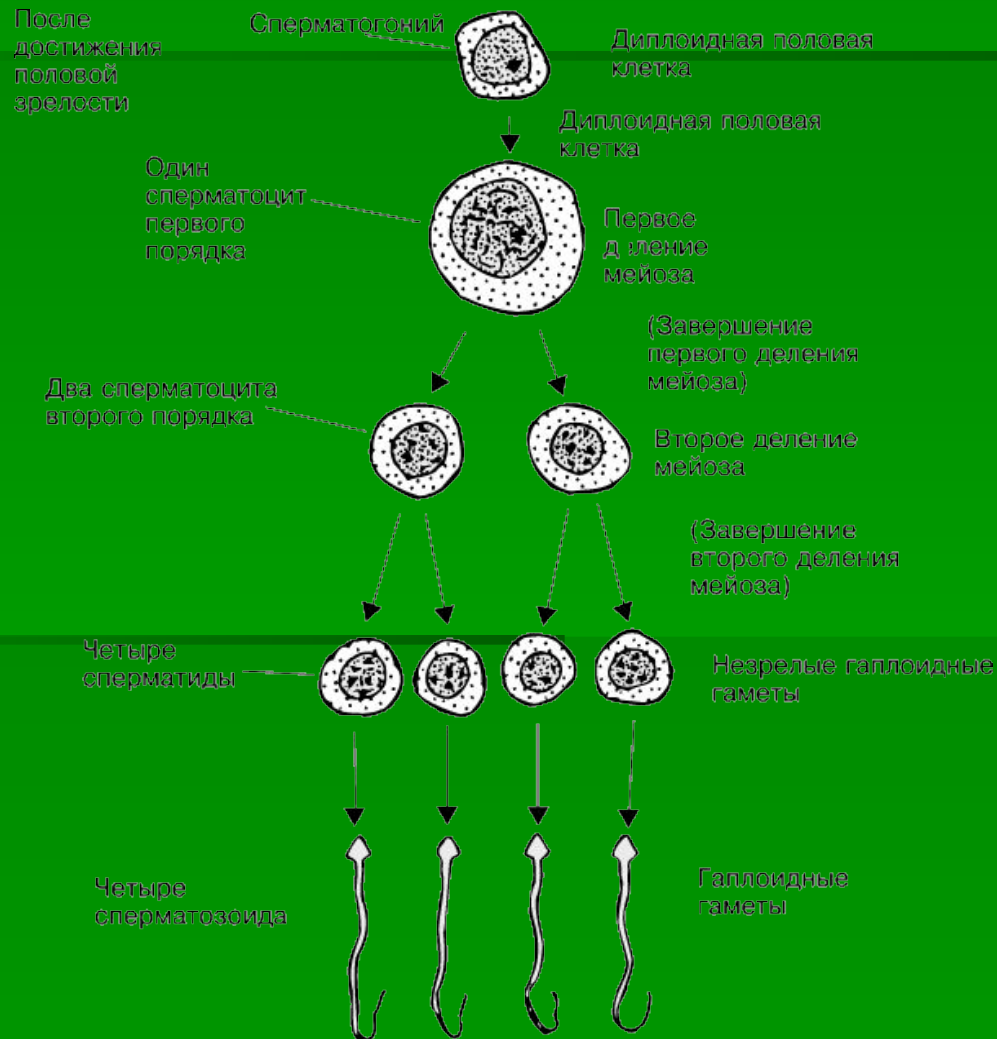 После
достижения
половой
зрелости
Сперматогоний
Диплоидная половая
клетка
Диплоидная половая
клетка
Один
сперматоцит
первого
порядка
Первое
деление
мейоза
(Завершение
первого деления
мейоза)
Два сперматоцита
второго порядка
Второе деление
мейоза
(Завершение
второго деления
мейоза)
Четыре
сперматиды
Незрелые гаплоидные
гаметы
Четыре
сперматозоида
Гаплоидные
гаметы